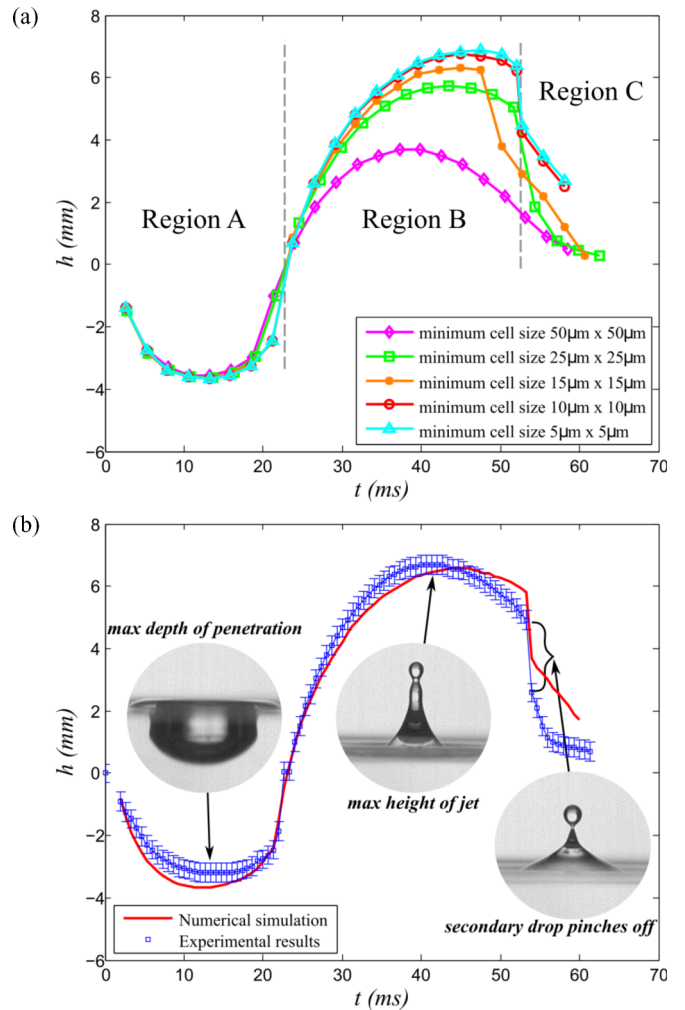 (a)
8
6
4
2
0
−2
−4
−6
h (mm)
Region A
Region B
Region C
minimum cell size 50µm x 50µm
minimum cell size 25µm x 25µm
minimum cell size 15µm x 15µm
minimum cell size 10µm x 10µm
minimum cell size 5µm x 5µm
0 10 20 30 40 50 60 70
t (ms)
(b)
8
6
4
2
0
−2
−4
−6
h (mm)
max depth of penetration
max height of jet
secondary drop pinches off
Numerical simulation
Experimental results
0 10 20 30 40 50 60 70
t (ms)